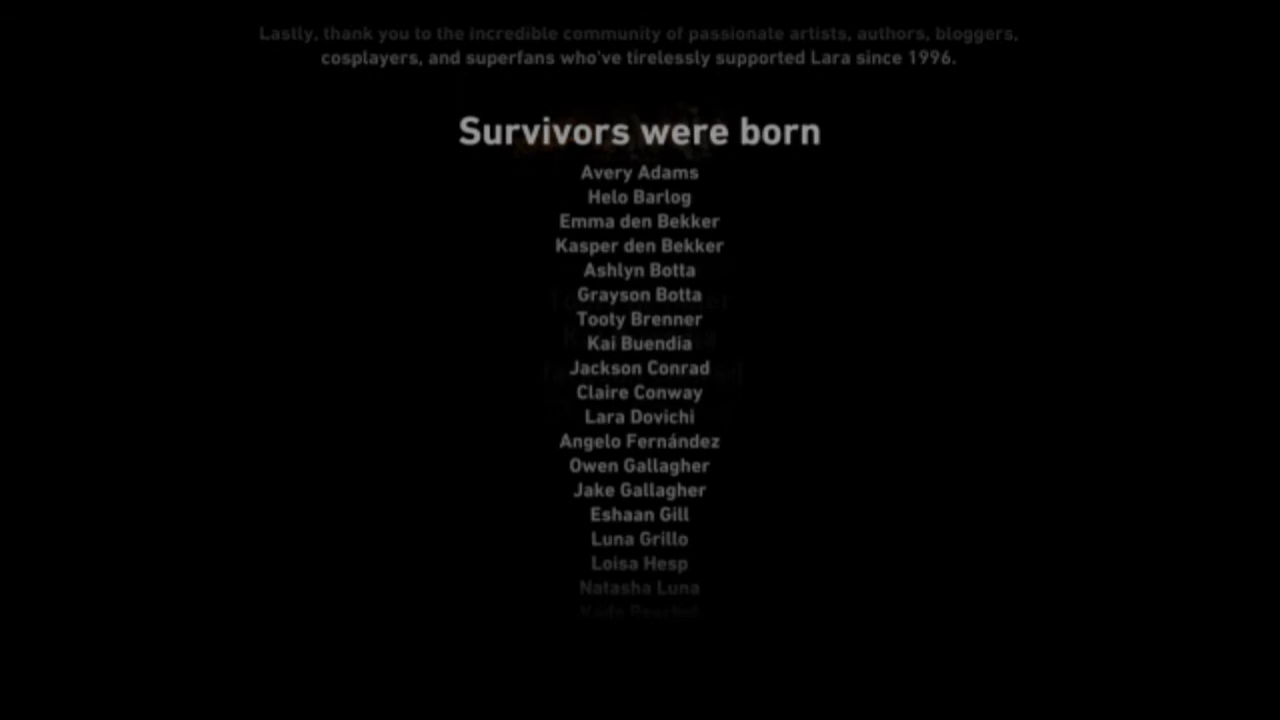 Lastly, thank you to the incredible community of passionate artists, authors, bloggers,
cosplayers, and superfans who've tirelessly supported Lara since 1996.
Survivors were born
Avery Adams
Helo Barlog
Emma den Bekker
Kasper den Bekker
Ashlyn Botta
Grayson Botta
Tooty Brenner
Kai Buendia
Jackson Conrad
Claire Conway
Lara Dovichi
Angelo Fernández
Owen Gallagher
Jake Gallagher
Eshaan Gill
Luna Grillo
Loisa Hesp
Natasha Luna